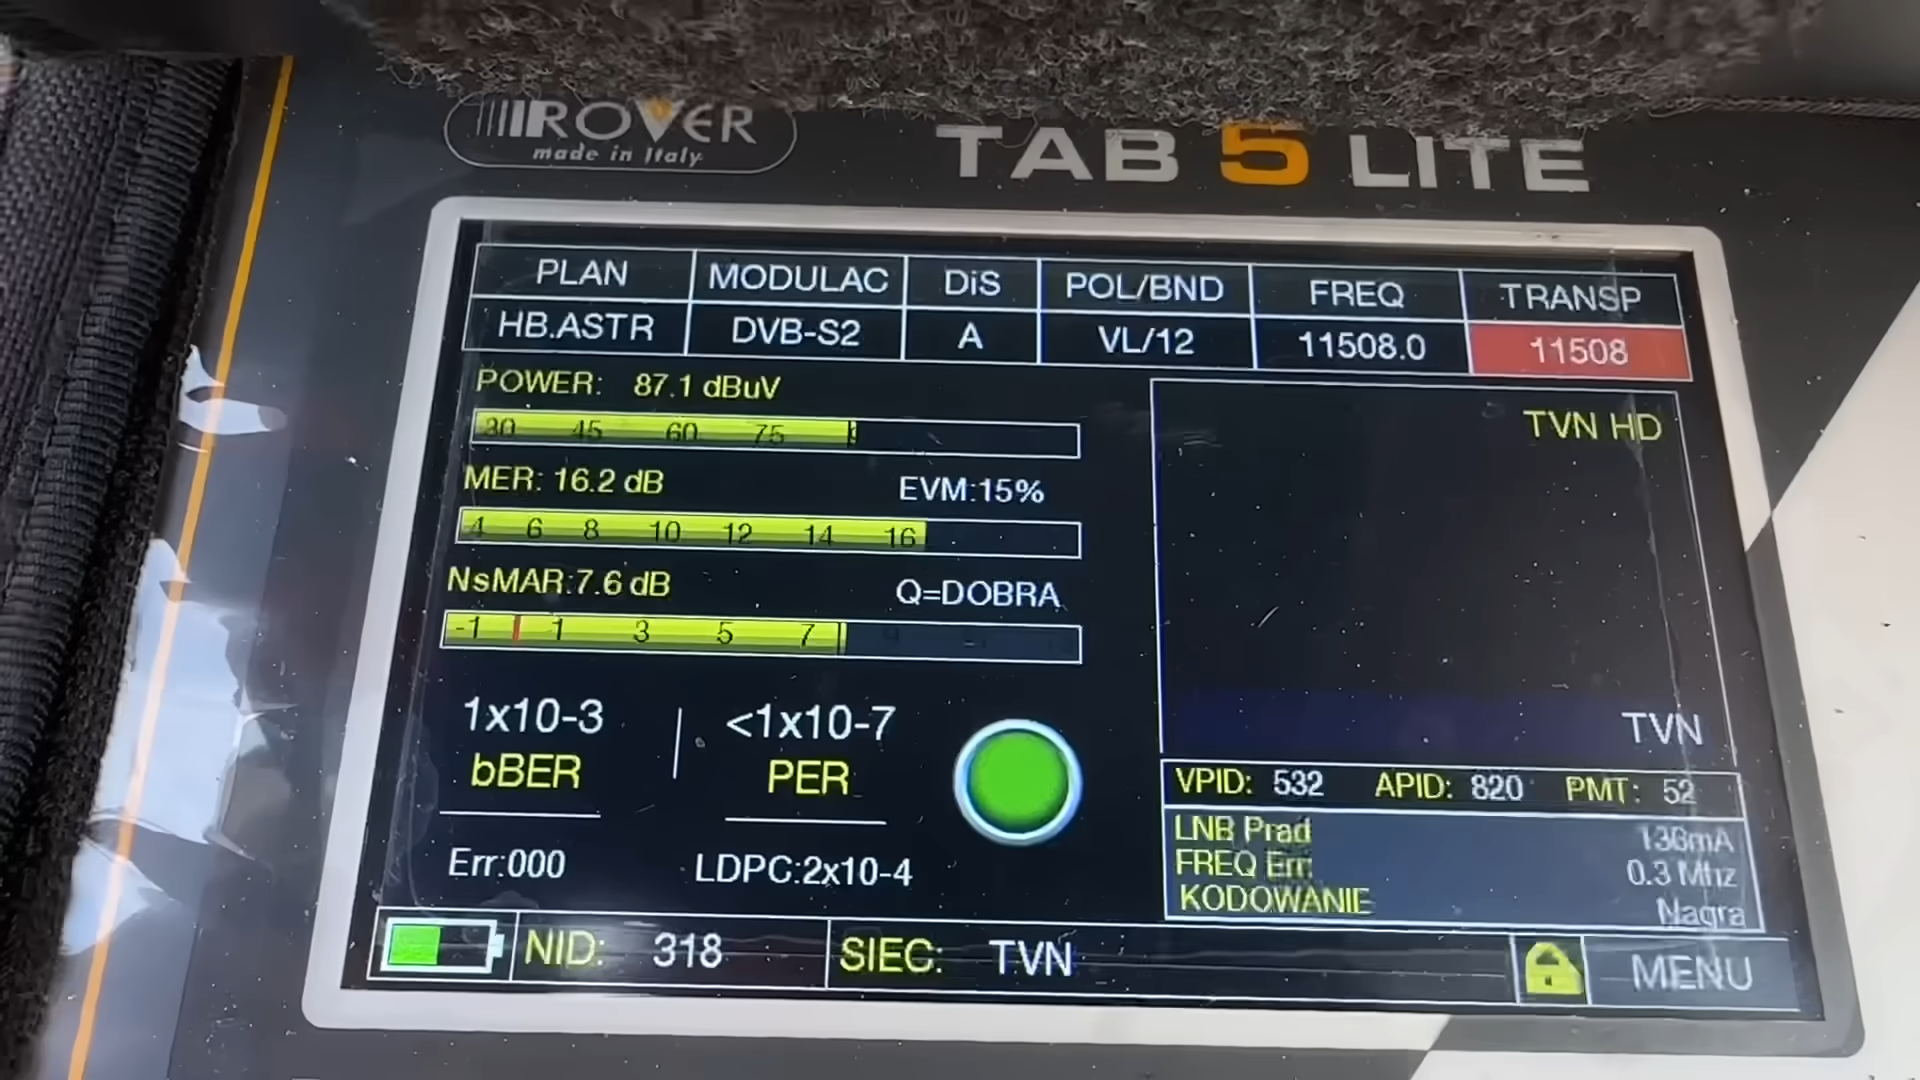 ROVER
made in Italy
TAB 5 LITE
PLAN MODULAC DiS POL/BND FREQ TRANSP
HB.ASTR DVB-S2 A VL/12 11508.0 11508
POWER: 87.1 dBuV
30 45 60 75
MER: 16.2 dB EVM:15%
4 6 8 10 12 14 16
NsMAR:7.6 dB Q=DOBRA
-1 1 3 5 7 9
TVN HD
TVN
1x10-3 <1x10-7
bBER PER
Err:000 LDPC:2x10-4
VPID: 532 APID: 820 PMT: 52
LNB Prad
FREQ Err: 0.3 Mhz
KODOWANIE Nagra
NID: 318 SIEC: TVN MENU